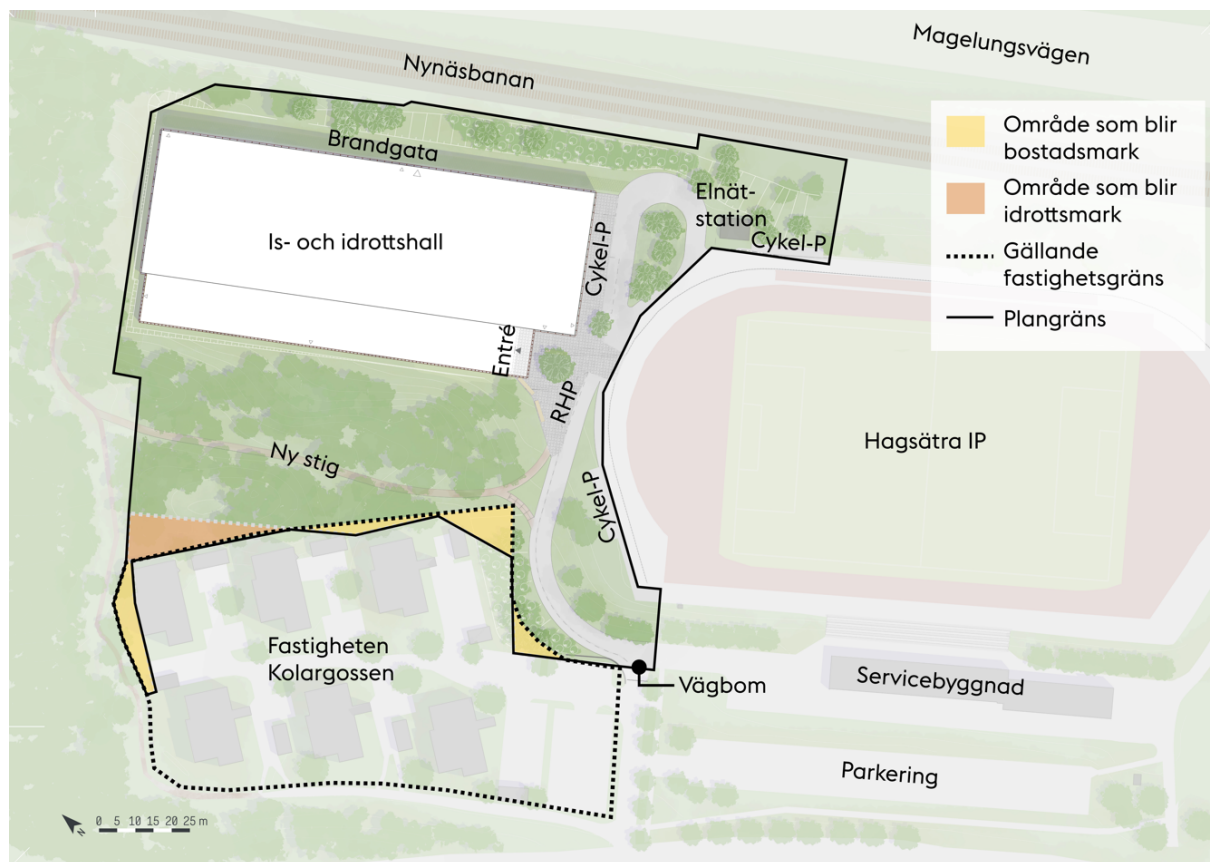 Magelungsvägen
Nynäsbanan
Område som blir
bostadsmark
Område som blir
idrottsmark
Gällande
fastighetsgräns
Plangräns
Brandgata
Elnät-
station
Cykel-P
Is- och idrottshall
Cykel-P
Entré
RHP
Hagsätra IP
Ny stig
Cykel-P
Fastigheten
Kolargossen
Vägbom
Servicebyggnad
Parkering
N
0 5 10 15 20 25 m